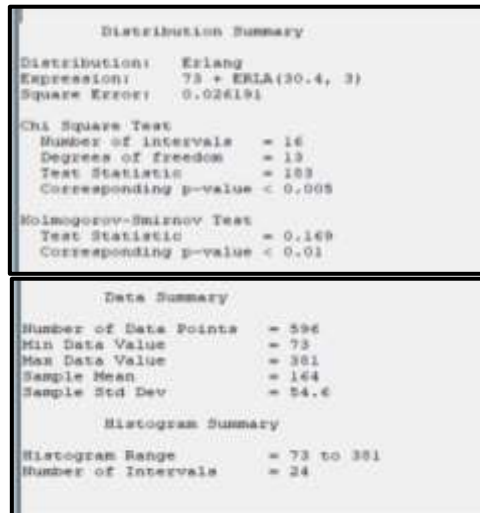 Distribution Summary
Distribution: Erlang
Expression: 73 + ERLA(30.4, 3)
Square Error: 0.026191
Chi Square Test
Number of intervals = 16
Degrees of freedom = 13
Test Statistic = 183
Corresponding p-value < 0.005
Kolmogorov-Smirnov Test
Test Statistic = 0.169
Corresponding p-value < 0.01
Data Summary
Number of Data Points = 596
Min Data Value = 73
Max Data Value = 381
Sample Mean = 164
Sample Std Dev = 54.6
Histogram Summary
Histogram Range = 73 to 381
Number of Intervals = 24